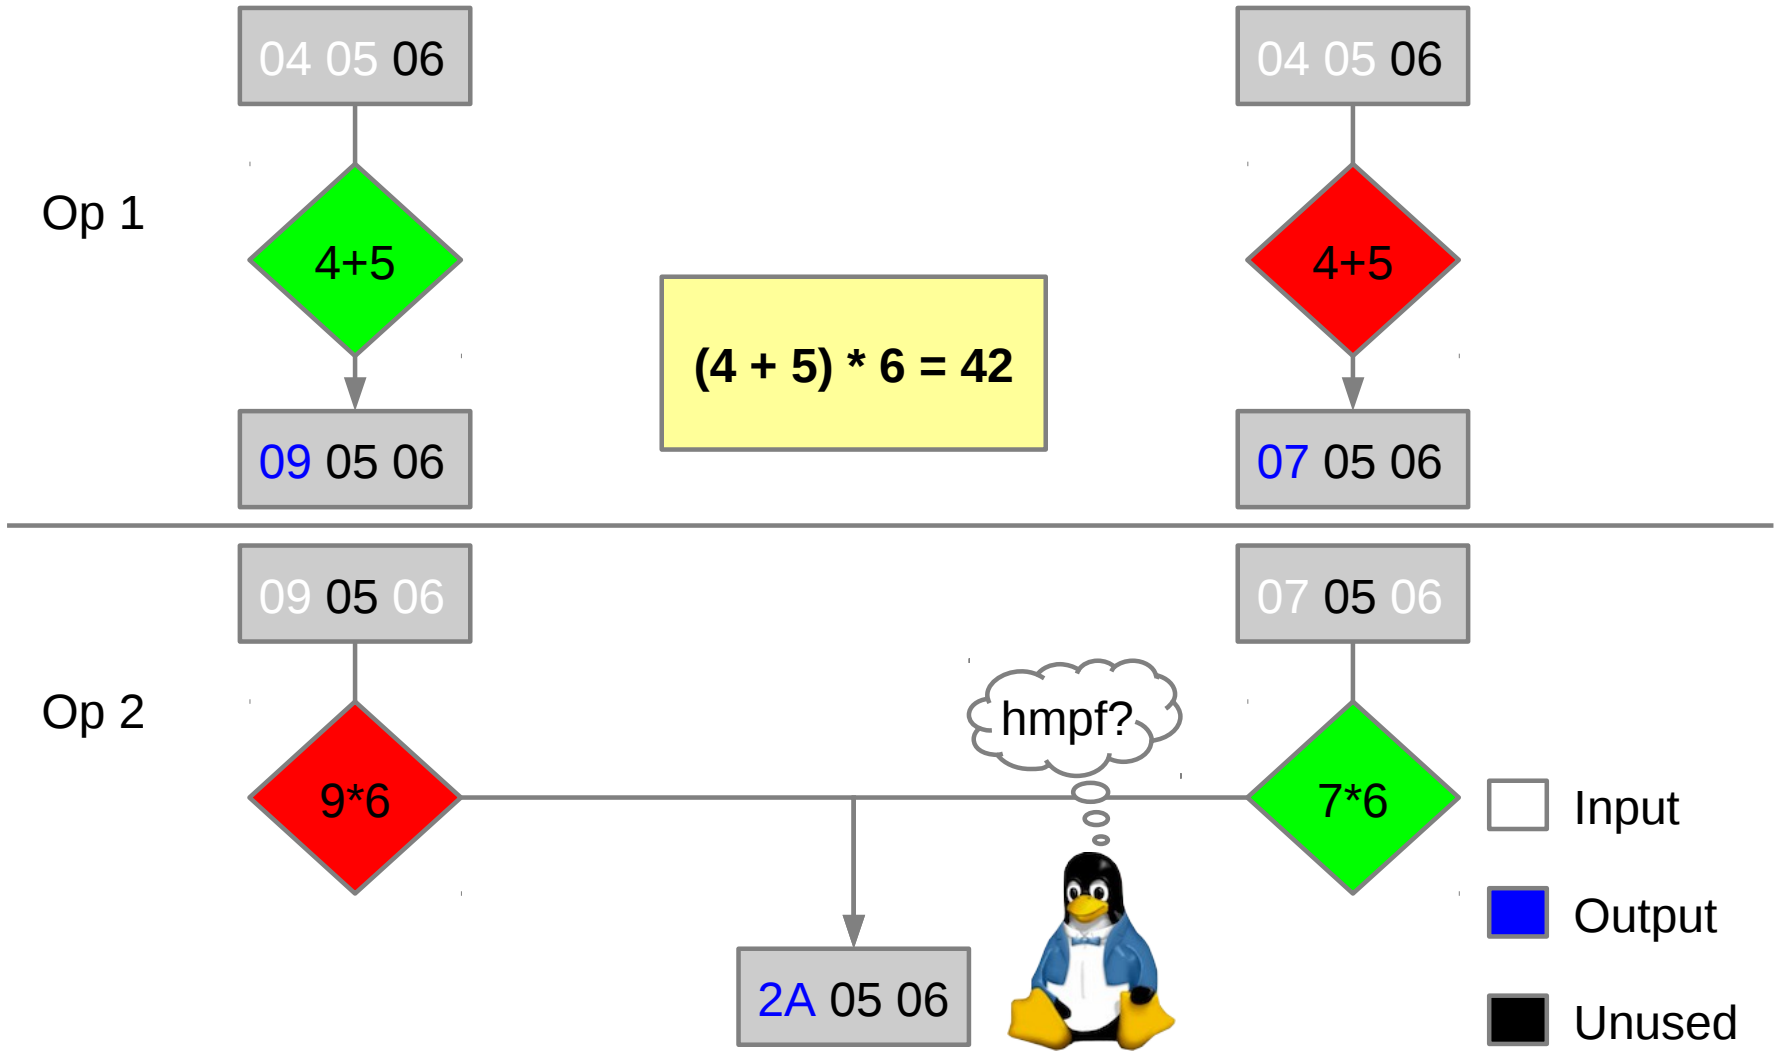 04 05 06
04 05 06
Op 1
4+5
4+5
(4 + 5) * 6 = 42
09 05 06
07 05 06
09 05 06
07 05 06
Op 2
hmpf?
9*6
7*6
Input
Output
2A 05 06
Unused